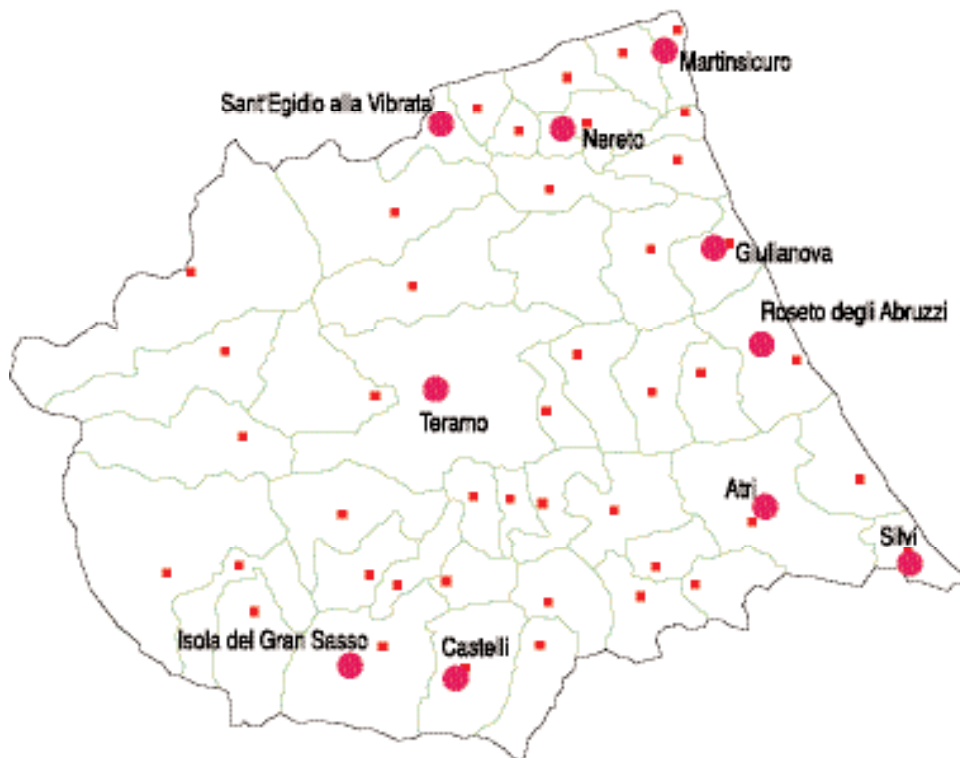 Martinsicuro
Sant'Egidio alla Vibrata
Nereto
Giulianova
Roseto degli Abruzzi
Teramo
Atri
Silvi
Isola del Gran Sasso
Castelli